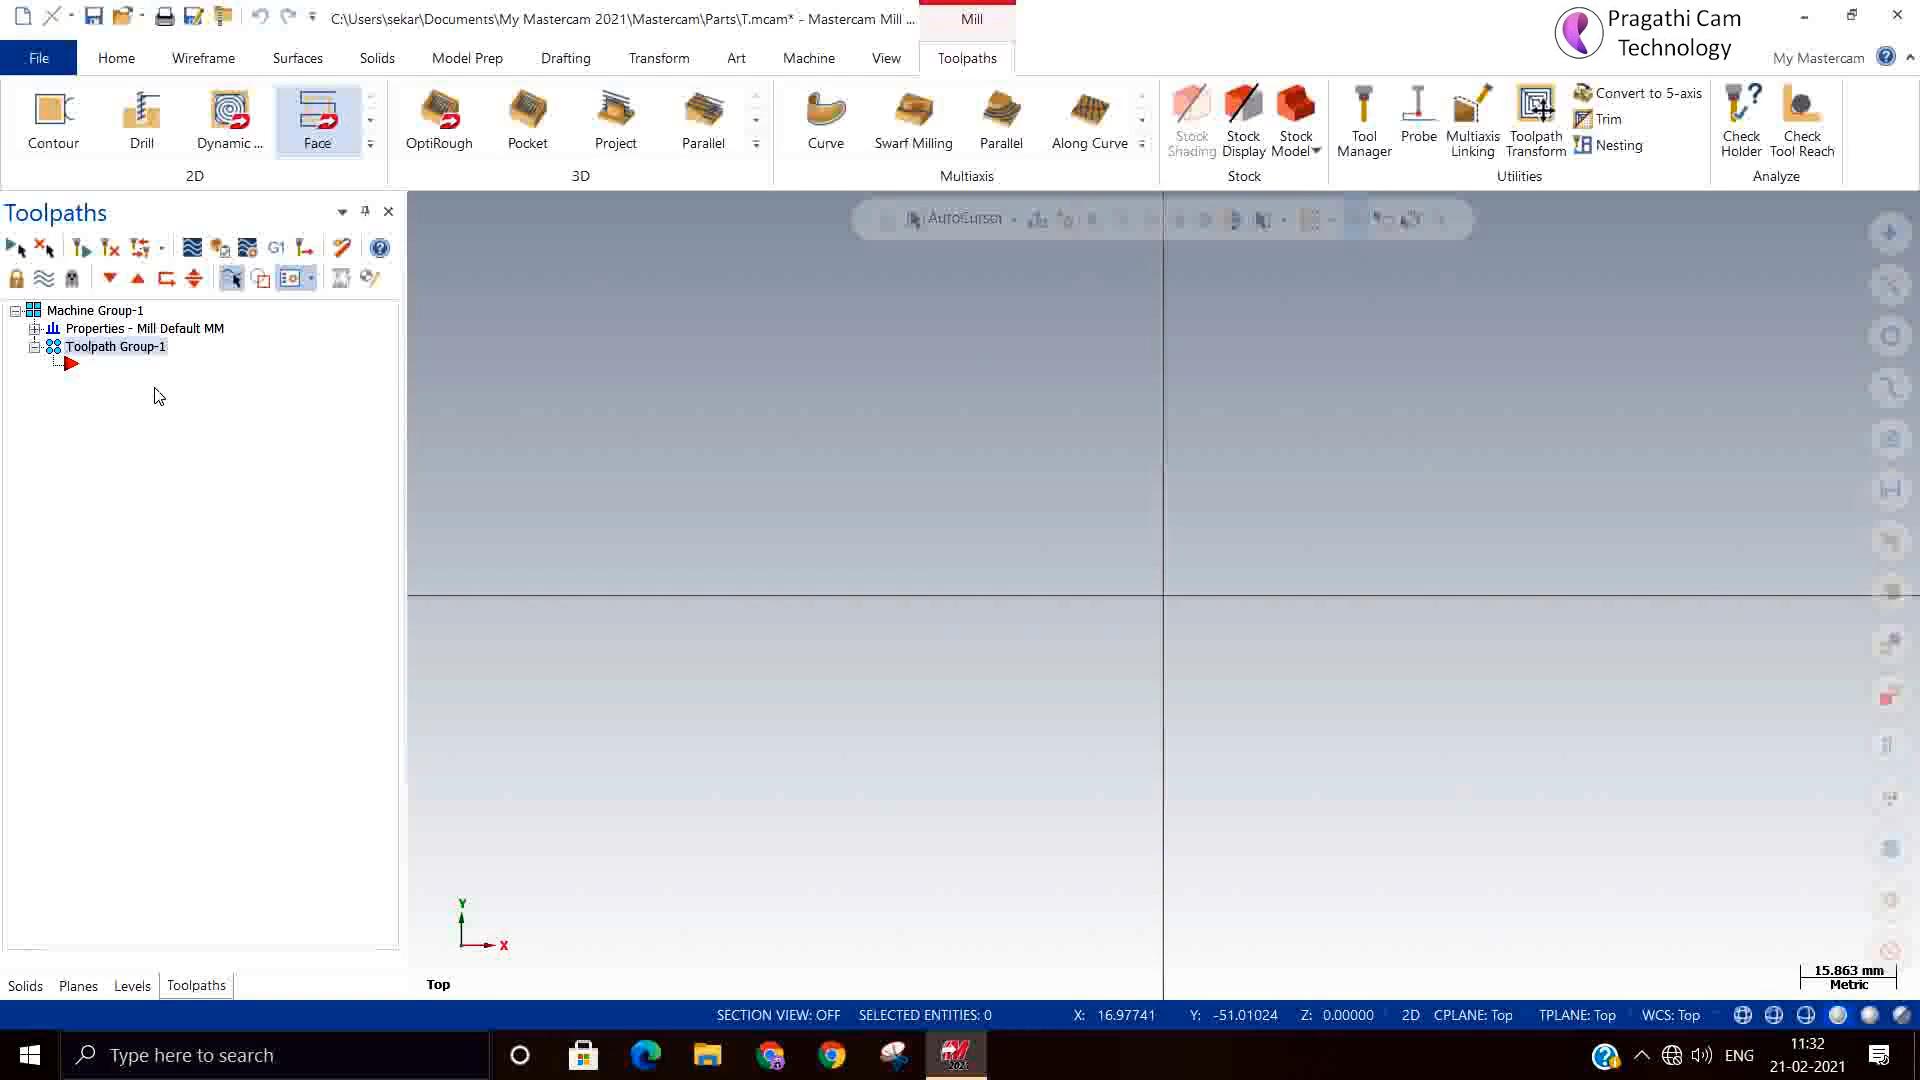 C:\Users\sekar\Documents\My Mastercam 2021\Mastercam\Parts\T.mcam* - Mastercam Mill ...
Mill
Pragathi Cam
Technology
File
Home
Wireframe
Surfaces
Solids
Model Prep
Drafting
Transform
Art
Machine
View
Toolpaths
My Mastercam
Contour
Drill
Dynamic ...
Face
2D
OptiRough
Pocket
Project
Parallel
3D
Curve
Swarf Milling
Parallel
Along Curve
Multiaxis
Stock
Shading
Stock
Display
Stock
Model
Stock
Tool
Manager
Probe
Multiaxis
Linking
Toolpath
Transform
Convert to 5-axis
Trim
Nesting
Utilities
Check
Holder
Check
Tool Reach
Analyze
Toolpaths
G1
AutoCursor
Machine Group-1
Properties - Mill Default MM
Toolpath Group-1
Y
X
Top
15.863 mm
Metric
Solids
Planes
Levels
Toolpaths
SECTION VIEW: OFF
SELECTED ENTITIES: 0
X: 16.97741
Y: -51.01024
Z: 0.00000
2D
CPLANE: Top
TPLANE: Top
WCS: Top
Type here to search
2021
ENG
11:32
21-02-2021